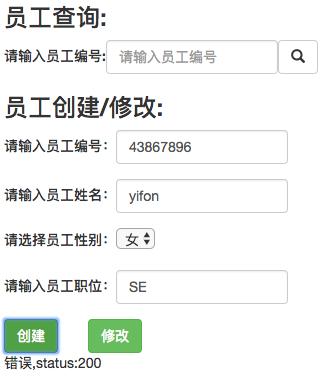 员工查询:
请输入员工编号: 请输入员工编号
员工创建/修改:
请输入员工编号： 43867896
请输入员工姓名： yifon
请选择员工性别： 女
请输入员工职位： SE
创建 修改
错误,status:200